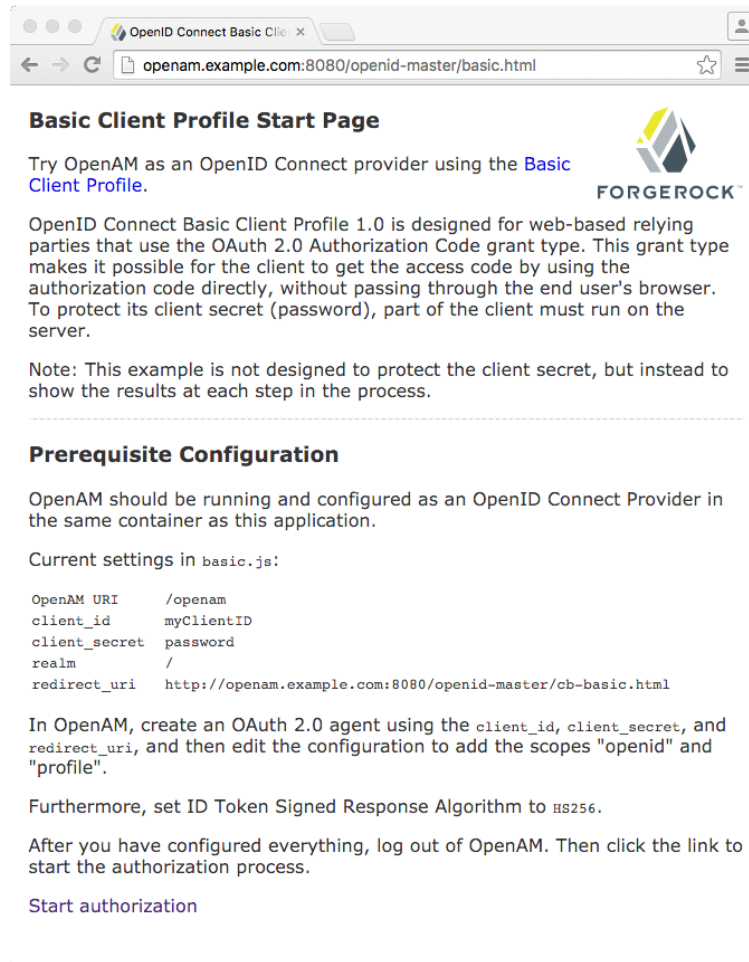 OpenID Connect Basic Clie
openam.example.com:8080/openid-master/basic.html
Basic Client Profile Start Page
FORGEROCK™
Try OpenAM as an OpenID Connect provider using the Basic
Client Profile.
OpenID Connect Basic Client Profile 1.0 is designed for web-based relying
parties that use the OAuth 2.0 Authorization Code grant type. This grant type
makes it possible for the client to get the access code by using the
authorization code directly, without passing through the end user's browser.
To protect its client secret (password), part of the client must run on the
server.
Note: This example is not designed to protect the client secret, but instead to
show the results at each step in the process.
Prerequisite Configuration
OpenAM should be running and configured as an OpenID Connect Provider in
the same container as this application.
Current settings in basic.js:
OpenAM URI /openam
client_id myClientID
client_secret password
realm /
redirect_uri http://openam.example.com:8080/openid-master/cb-basic.html
In OpenAM, create an OAuth 2.0 agent using the client_id, client_secret, and
redirect_uri, and then edit the configuration to add the scopes "openid" and
"profile".
Furthermore, set ID Token Signed Response Algorithm to HS256.
After you have configured everything, log out of OpenAM. Then click the link to
start the authorization process.
Start authorization